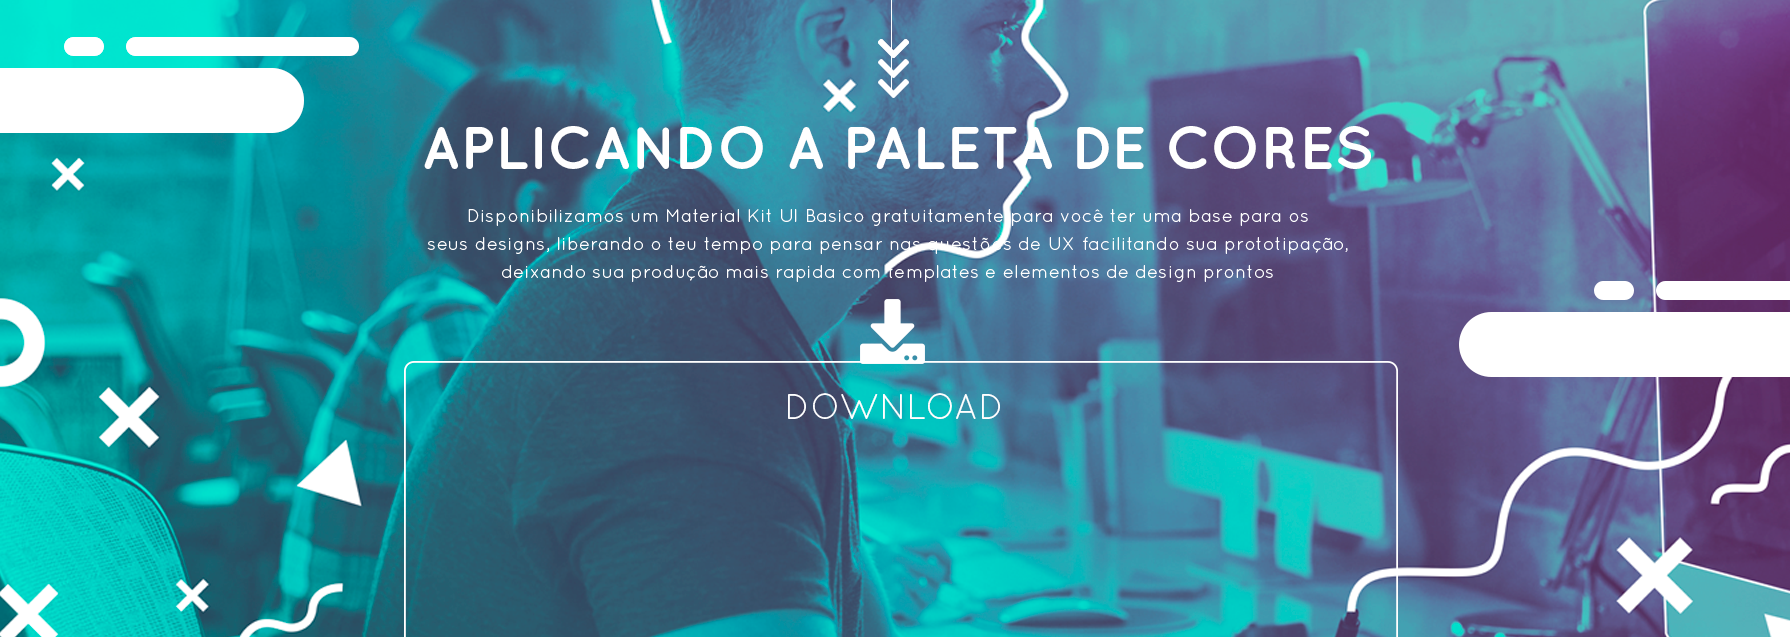 APLICANDO A PALETA DE CORES
Disponibilizamos um Material Kit UI Basico gratuitamente para você ter uma base para os
seus designs, liberando o teu tempo para pensar nas questões de UX facilitando sua prototipação,
deixando sua produção mais rapida com templates e elementos de design prontos
DOWNLOAD